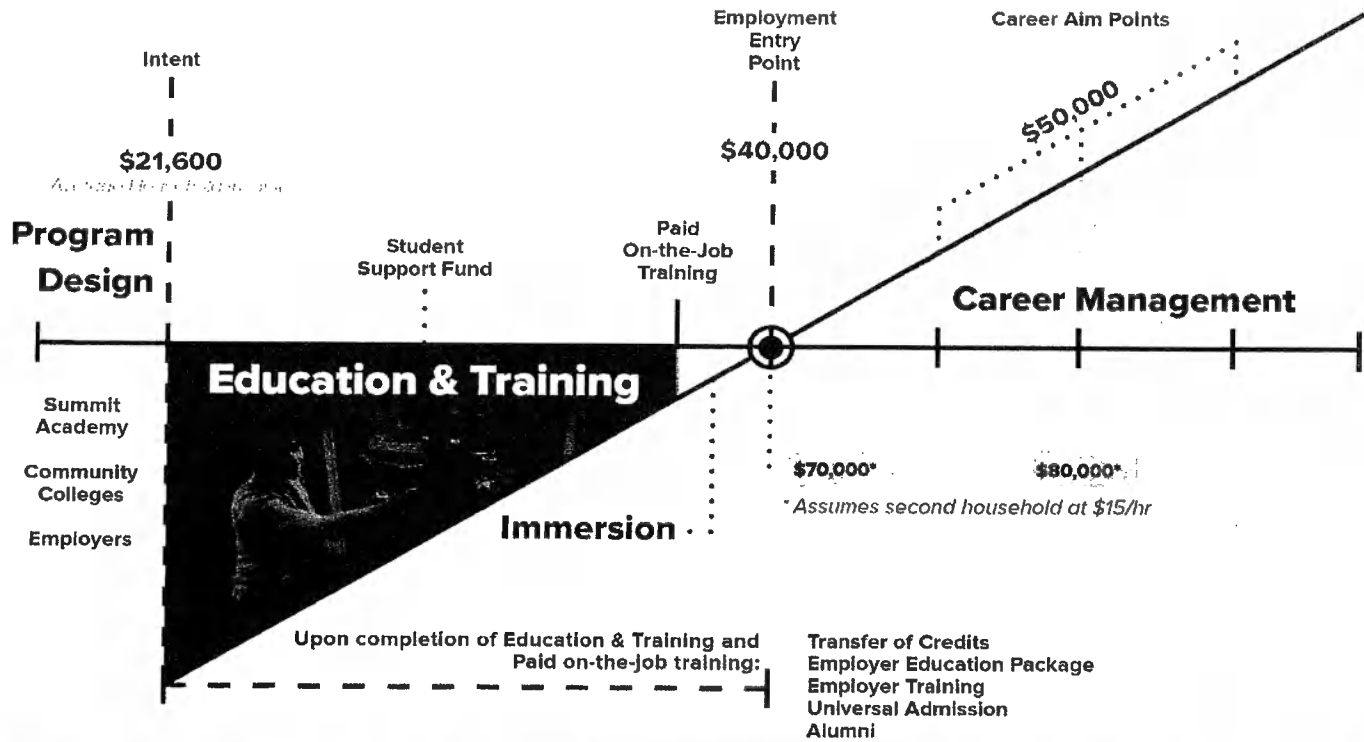 Intent
Employment
Entry
Point
Career Aim Points
$21,600
$40,000
$50,000
Program
Design
Student
Support Fund
Paid
On-the-Job
Training
Career Management
Education & Training
Summit
Academy
Community
Colleges
Employers
$70,000*
$80,000*
* Assumes second household at $15/hr
Immersion
Upon completion of Education & Training and
Paid on-the-job training:
Transfer of Credits
Employer Education Package
Employer Training
Universal Admission
Alumni